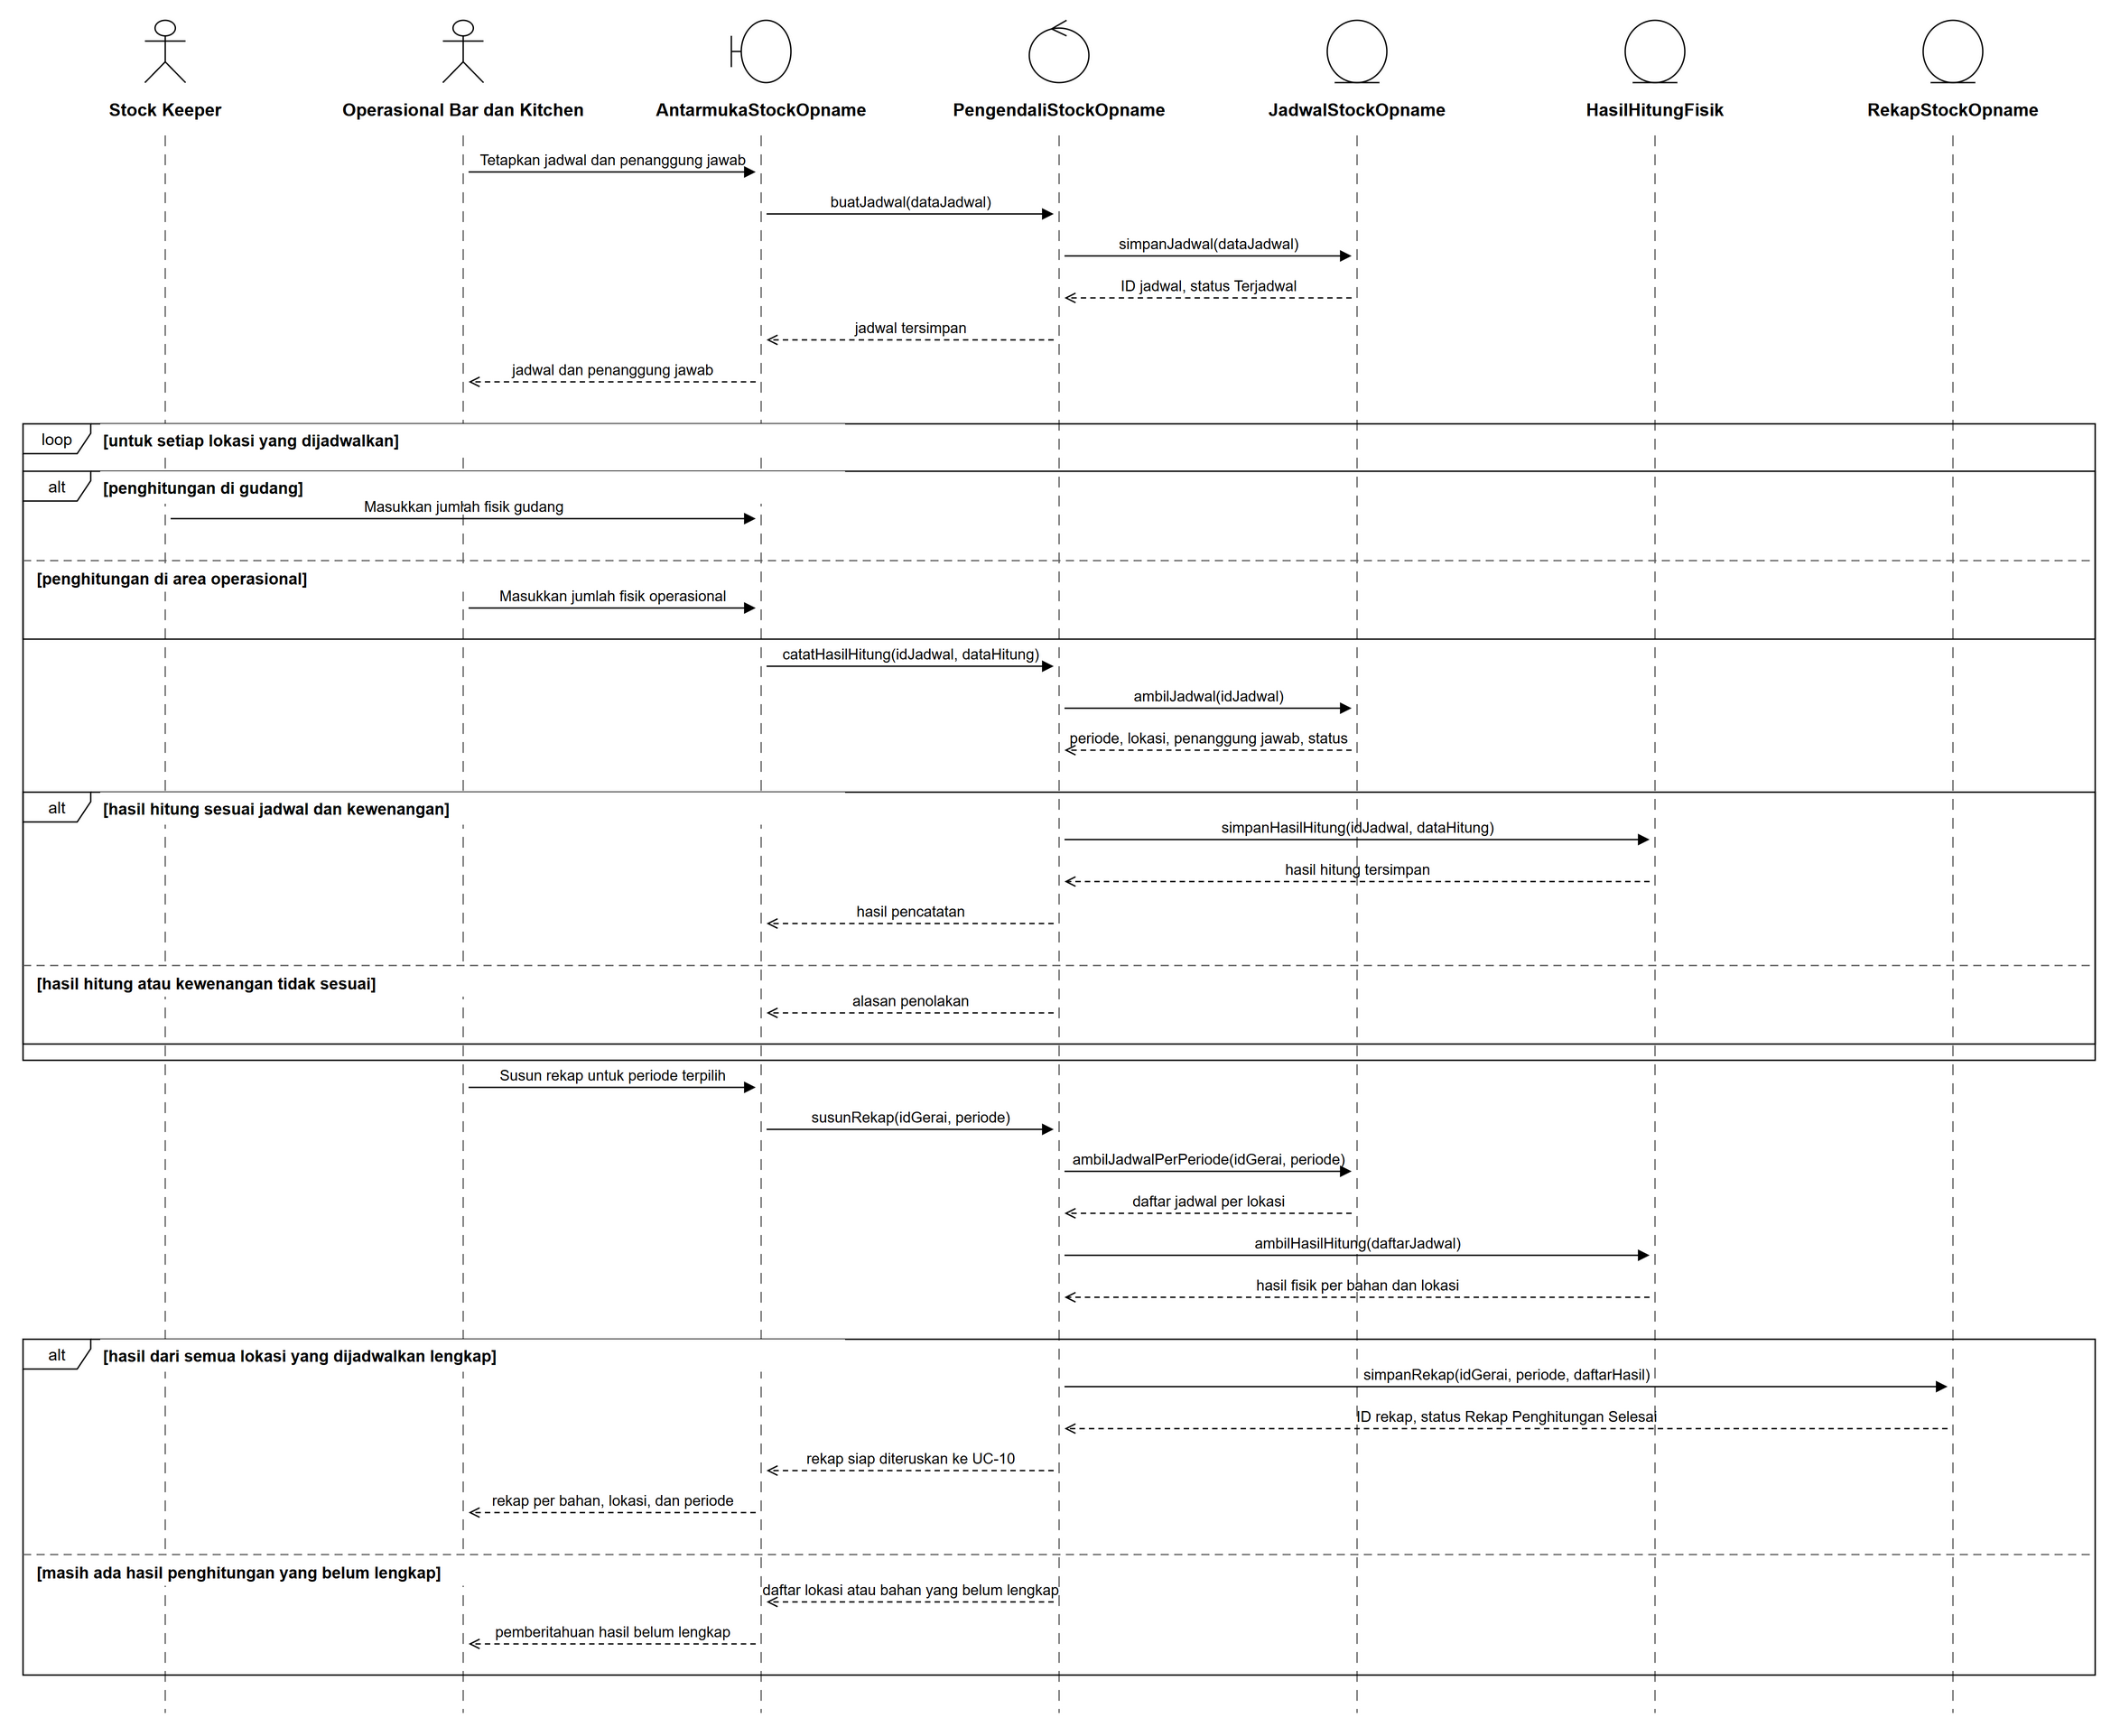 Stock Keeper
Operasional Bar dan Kitchen
AntarmukaStockOpname
PengendaliStockOpname
JadwalStockOpname
HasilHitungFisik
RekapStockOpname
Tetapkan jadwal dan penanggung jawab
buatJadwal(dataJadwal)
simpanJadwal(dataJadwal)
ID jadwal, status Terjadwal
jadwal tersimpan
jadwal dan penanggung jawab
loop
[untuk setiap lokasi yang dijadwalkan]
alt
[penghitungan di gudang]
Masukkan jumlah fisik gudang
[penghitungan di area operasional]
Masukkan jumlah fisik operasional
catatHasilHitung(idJadwal, dataHitung)
ambilJadwal(idJadwal)
periode, lokasi, penanggung jawab, status
alt
[hasil hitung sesuai jadwal dan kewenangan]
simpanHasilHitung(idJadwal, dataHitung)
hasil hitung tersimpan
hasil pencatatan
[hasil hitung atau kewenangan tidak sesuai]
alasan penolakan
Susun rekap untuk periode terpilih
susunRekap(idGerai, periode)
ambilJadwalPerPeriode(idGerai, periode)
daftar jadwal per lokasi
ambilHasilHitung(daftarJadwal)
hasil fisik per bahan dan lokasi
alt
[hasil dari semua lokasi yang dijadwalkan lengkap]
simpanRekap(idGerai, periode, daftarHasil)
ID rekap, status Rekap Penghitungan Selesai
rekap siap diteruskan ke UC-10
rekap per bahan, lokasi, dan periode
[masih ada hasil penghitungan yang belum lengkap]
daftar lokasi atau bahan yang belum lengkap
pemberitahuan hasil belum lengkap